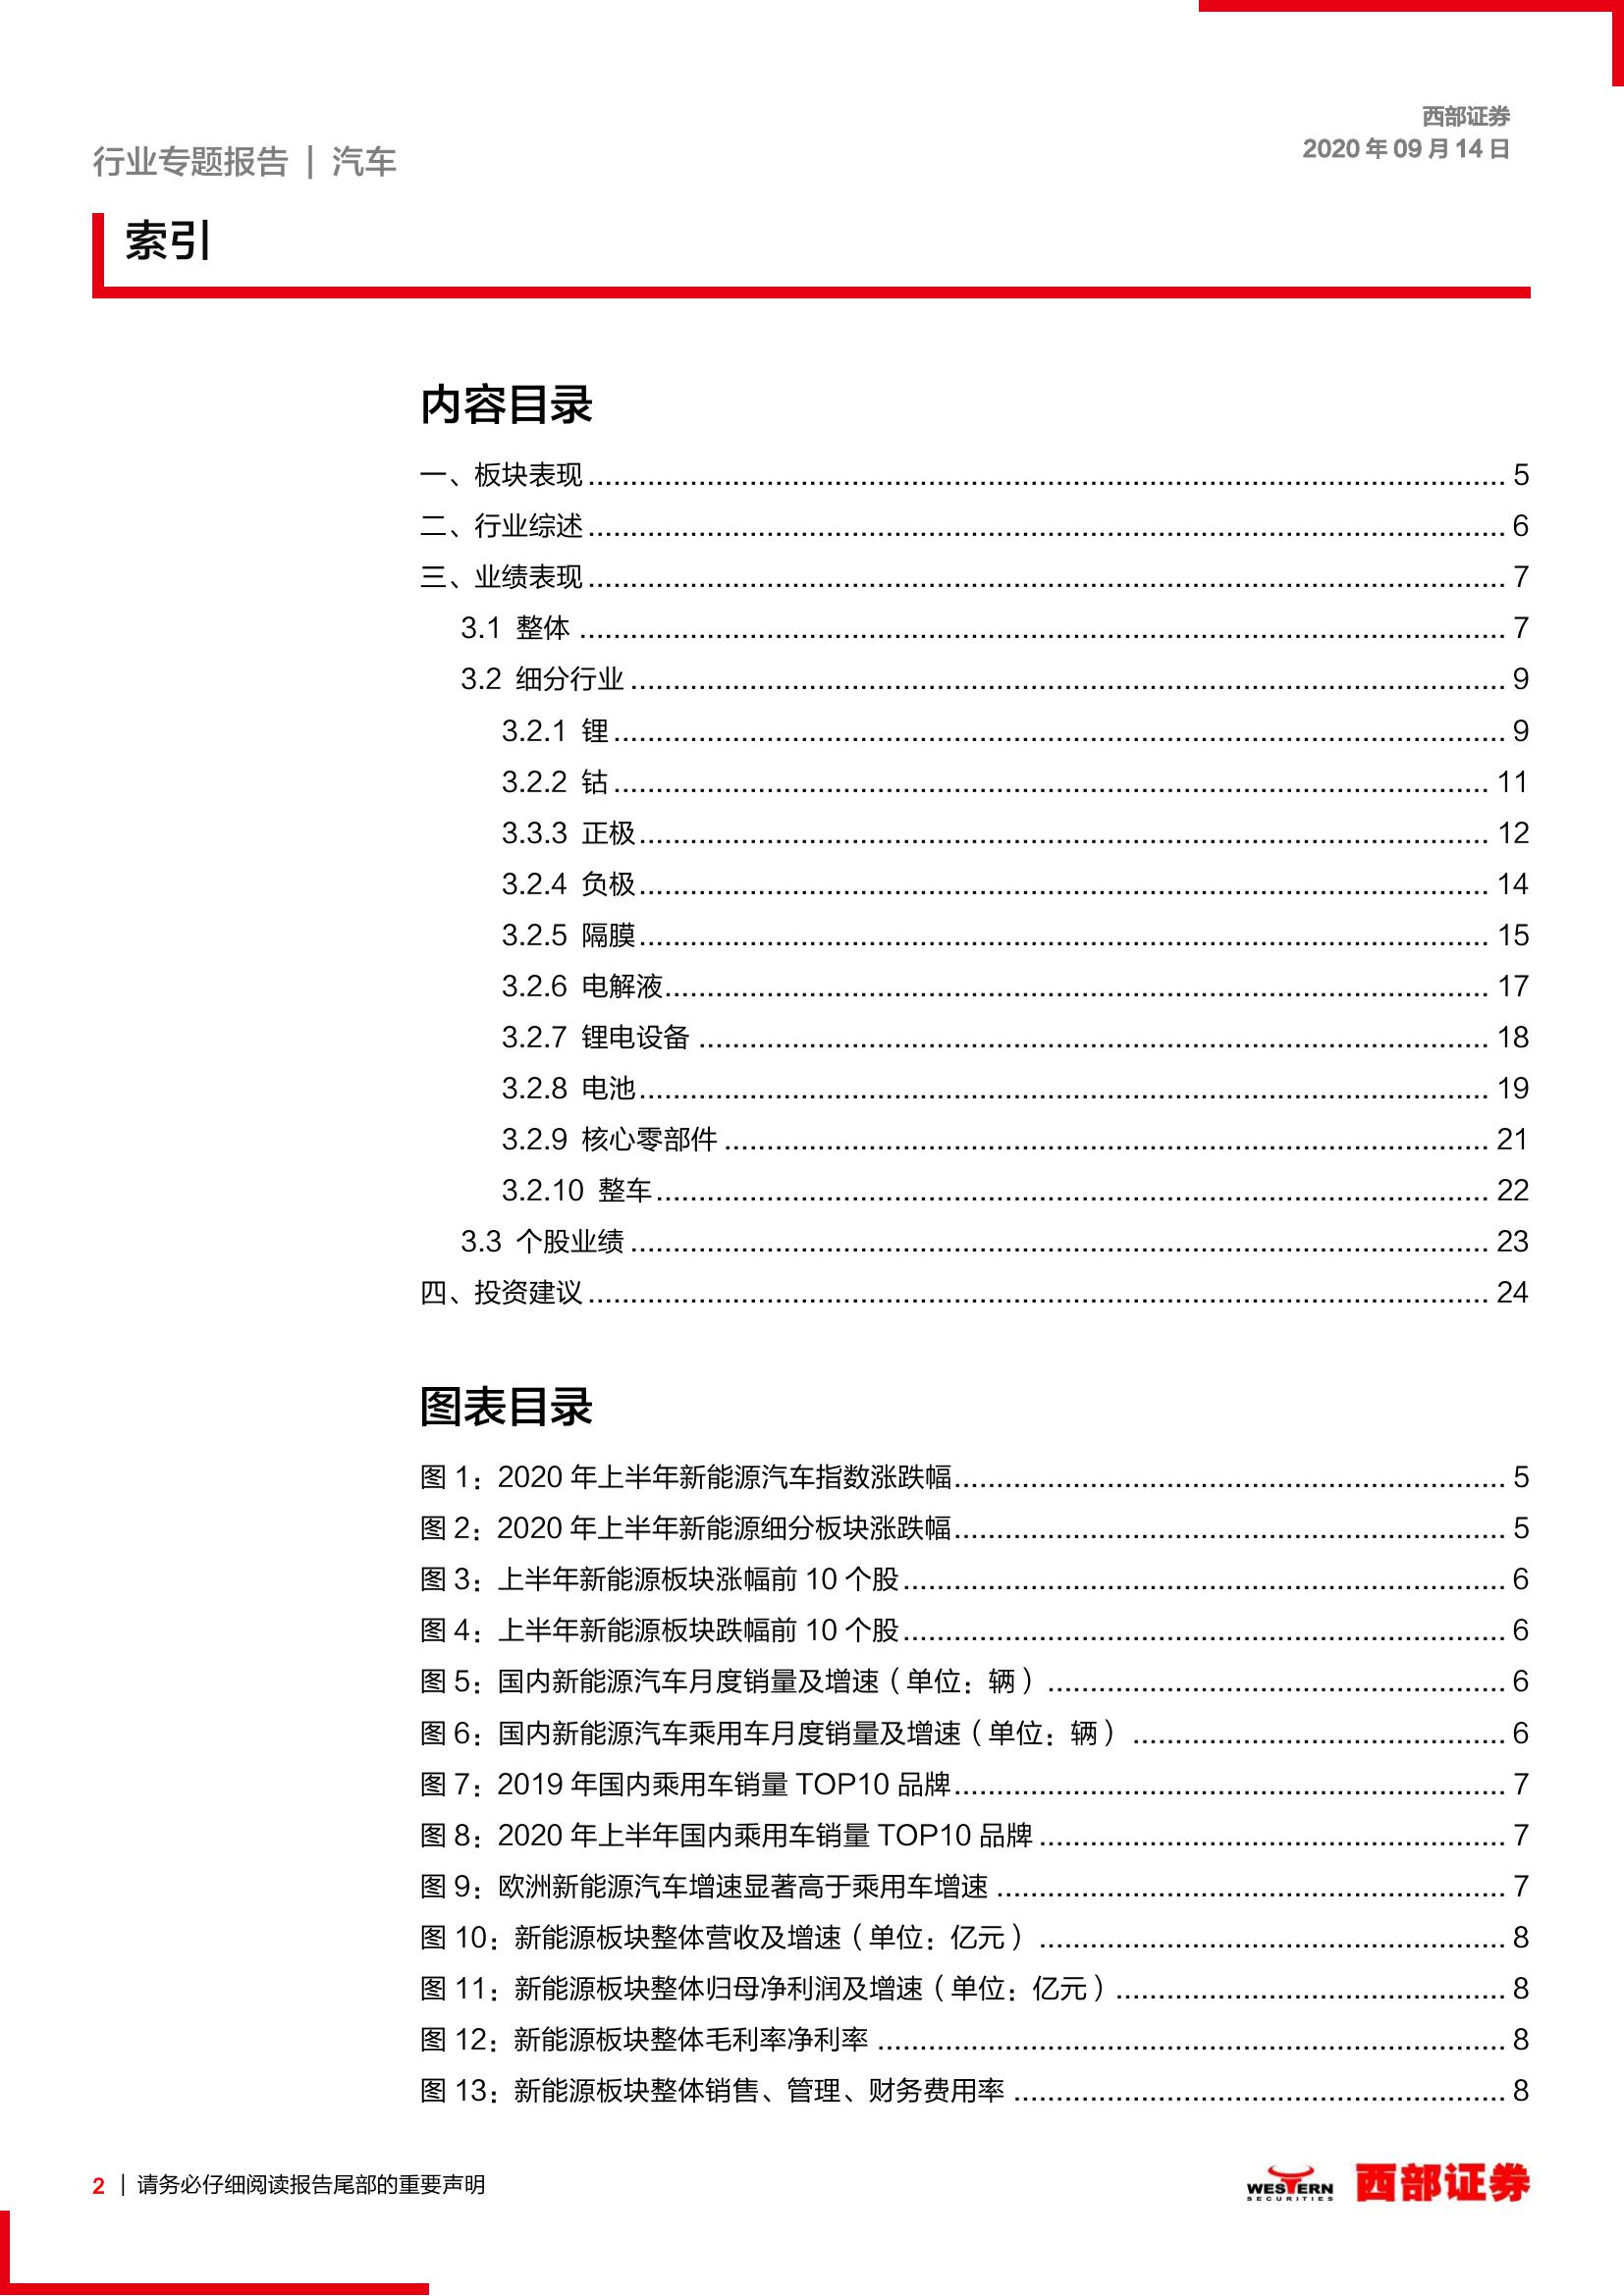 西部证券
2020 年 09 月 14 日
行业专题报告 | 汽车
索引
内容目录
一、板块表现 ........ 5
二、行业综述 ........ 6
三、业绩表现 ........ 7
3.1 整体 ........ 7
3.2 细分行业 ........ 9
3.2.1 锂 ........ 9
3.2.2 钴 ........ 11
3.3.3 正极 ........ 12
3.2.4 负极 ........ 14
3.2.5 隔膜 ........ 15
3.2.6 电解液 ........ 17
3.2.7 锂电设备 ........ 18
3.2.8 电池 ........ 19
3.2.9 核心零部件 ........ 21
3.2.10 整车 ........ 22
3.3 个股业绩 ........ 23
四、投资建议 ........ 24
图表目录
图 1：2020 年上半年新能源汽车指数涨跌幅 ........ 5
图 2：2020 年上半年新能源细分板块涨跌幅 ........ 5
图 3：上半年新能源板块涨幅前 10 个股 ........ 6
图 4：上半年新能源板块跌幅前 10 个股 ........ 6
图 5：国内新能源汽车月度销量及增速（单位：辆） ........ 6
图 6：国内新能源汽车乘用车月度销量及增速（单位：辆） ........ 6
图 7：2019 年国内乘用车销量 TOP10 品牌 ........ 7
图 8：2020 年上半年国内乘用车销量 TOP10 品牌 ........ 7
图 9：欧洲新能源汽车增速显著高于乘用车增速 ........ 7
图 10：新能源板块整体营收及增速（单位：亿元） ........ 8
图 11：新能源板块整体归母净利润及增速（单位：亿元） ........ 8
图 12：新能源板块整体毛利率净利率 ........ 8
图 13：新能源板块整体销售、管理、财务费用率 ........ 8
2 | 请务必仔细阅读报告尾部的重要声明
WESTERN
SECURITIES
西部证券